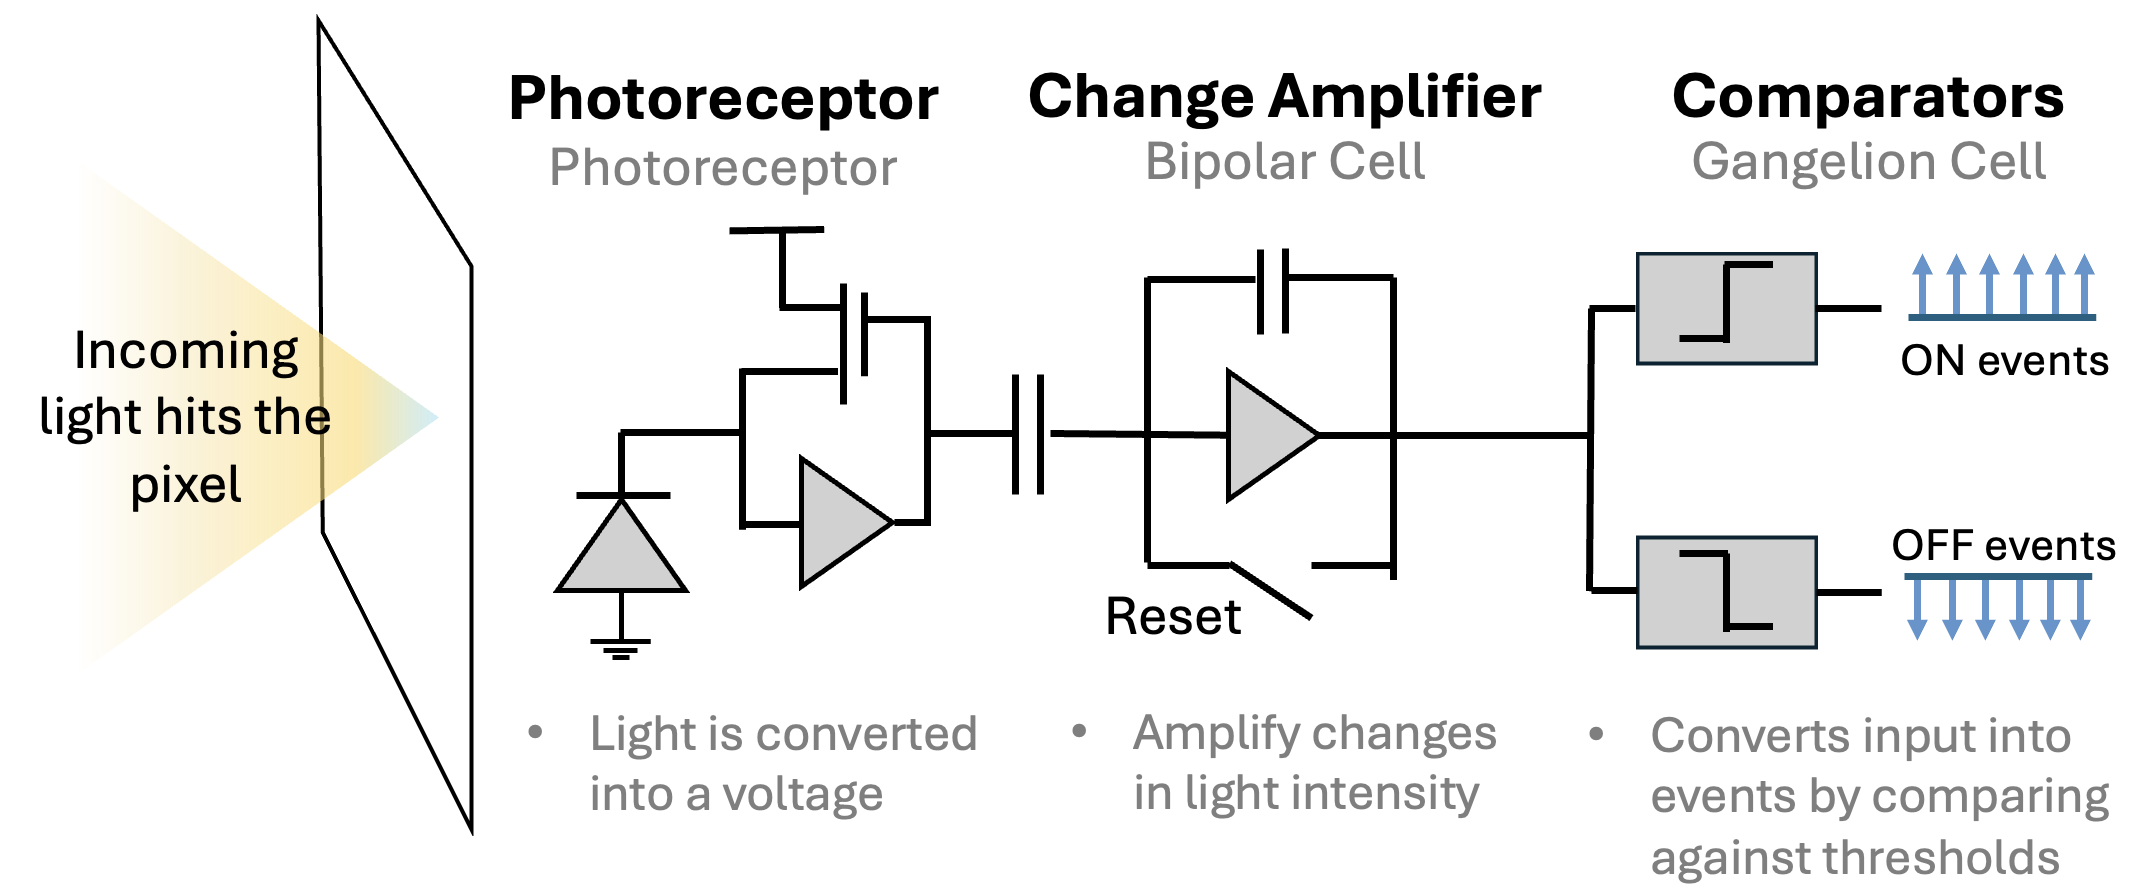 Incoming
light hits the
pixel
Photoreceptor
Photoreceptor
• Light is converted
into a voltage
Change Amplifier
Bipolar Cell
Reset
• Amplify changes
in light intensity
Comparators
Gangelion Cell
ON events
OFF events
• Converts input into
events by comparing
against thresholds